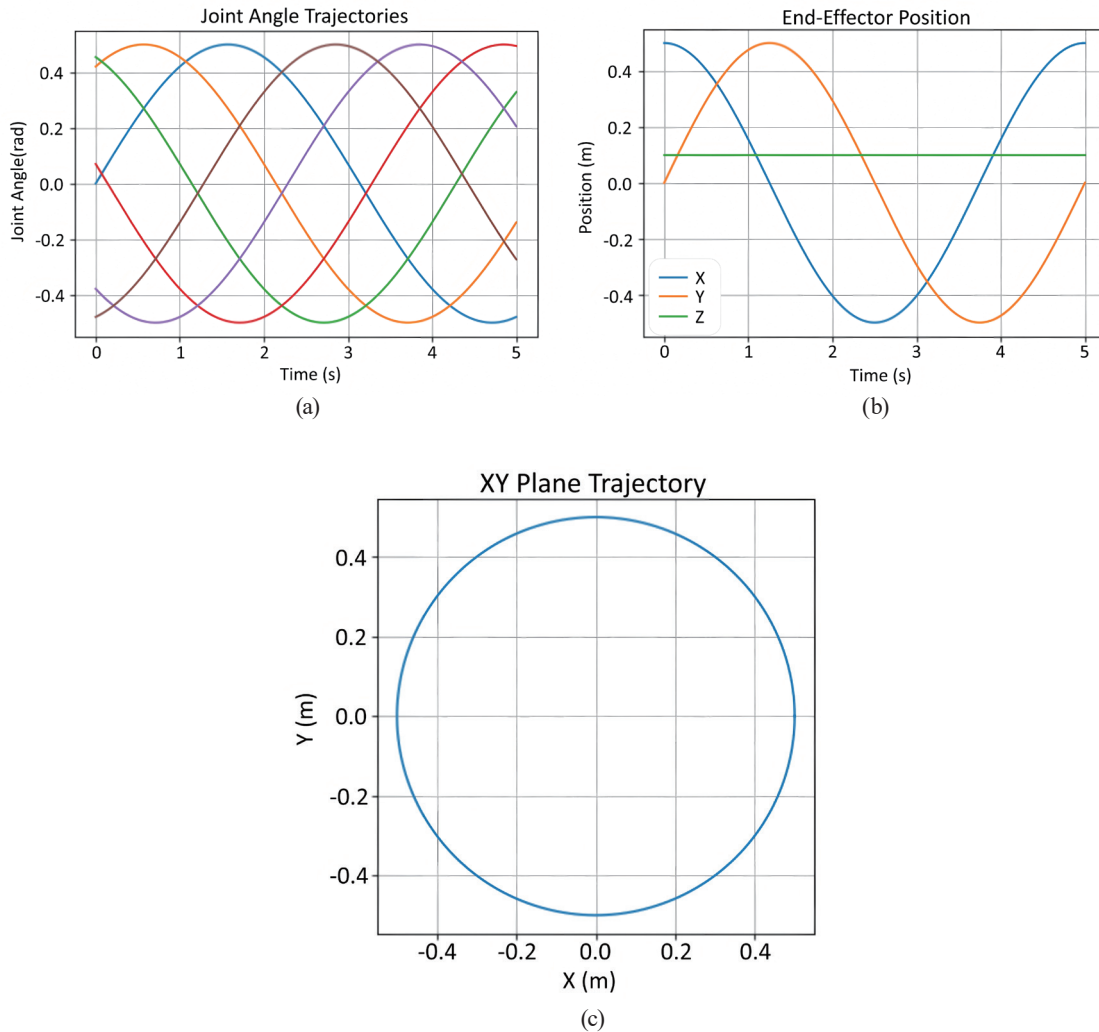 Joint Angle Trajectories
Joint Angle(rad)
0.4
0.2
0.0
-0.2
-0.4
0 1 2 3 4 5
Time (s)
(a)
End-Effector Position
Position (m)
0.4
0.2
0.0
-0.2
-0.4
X
Y
Z
0 1 2 3 4 5
Time (s)
(b)
XY Plane Trajectory
Y (m)
0.4
0.2
0.0
-0.2
-0.4
-0.4 -0.2 0.0 0.2 0.4
X (m)
(c)